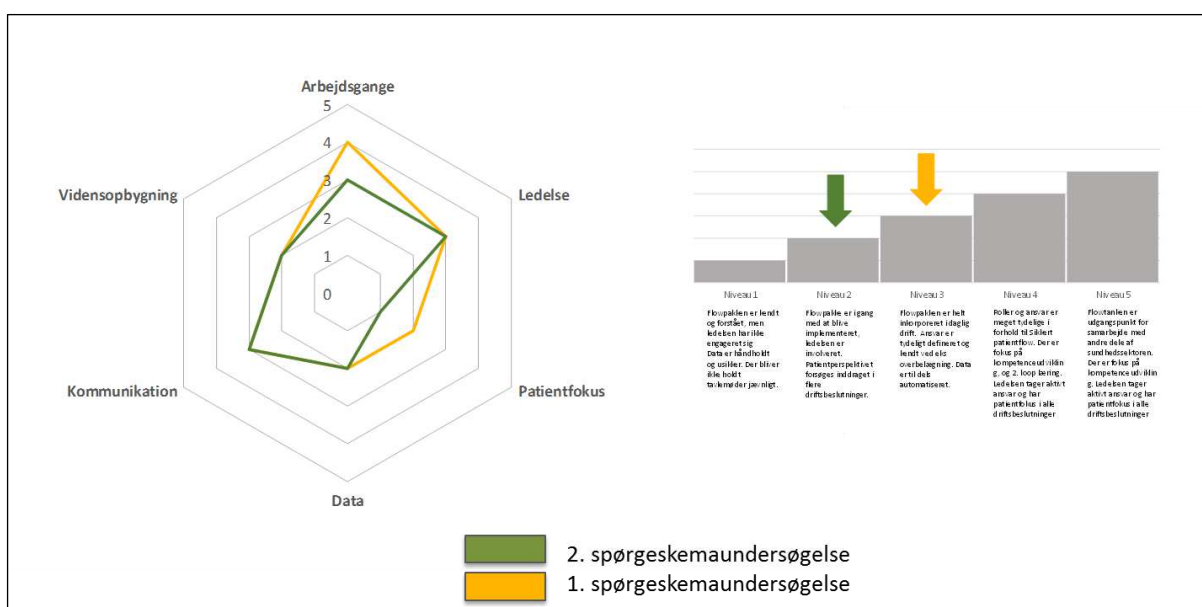 Arbejdsgange
5
4
3
2
1
0
Ledelse
Patientfokus
Data
Kommunikation
Vidensopbygning
Niveau 1
Flowpakken er kendt
og forstået, men
ledelsen har ikke
engageret sig
Data er håndholdt
og usikker. Der bliver
ikke holdt
tavlemøder jævnligt.
Niveau 2
Flowpakke er i gang
med at blive
implementeret,
ledelsen er
involveret.
Patientperspektivet
forsøges inddraget i
flere
driftsbeslutninger.
Niveau 3
Flowpakken er helt
inkorporeret i daglig
drift. Ansvar er
tydeligt defineret og
kendt ved eks
overbelægning. Data
er til dels
automatiseret.
Niveau 4
Roller og ansvar er
meget tydelige i
forhold til Sikkert
patientflow. Der er
fokus på
kompetenceudviklin
g, og 2. loop læring.
Ledelsen tager aktivt
ansvar og har
patientfokus i alle
driftsbeslutninger
Niveau 5
er
udgangspunkt for
samarbejde med
andre dele af
sundhedssektoren.
Der er fokus på
kompetenceudviklin
g. Ledelsen tager
aktivt ansvar og har
patientfokus i alle
driftsbeslutninger
2. spørgeskemaundersøgelse
1. spørgeskemaundersøgelse